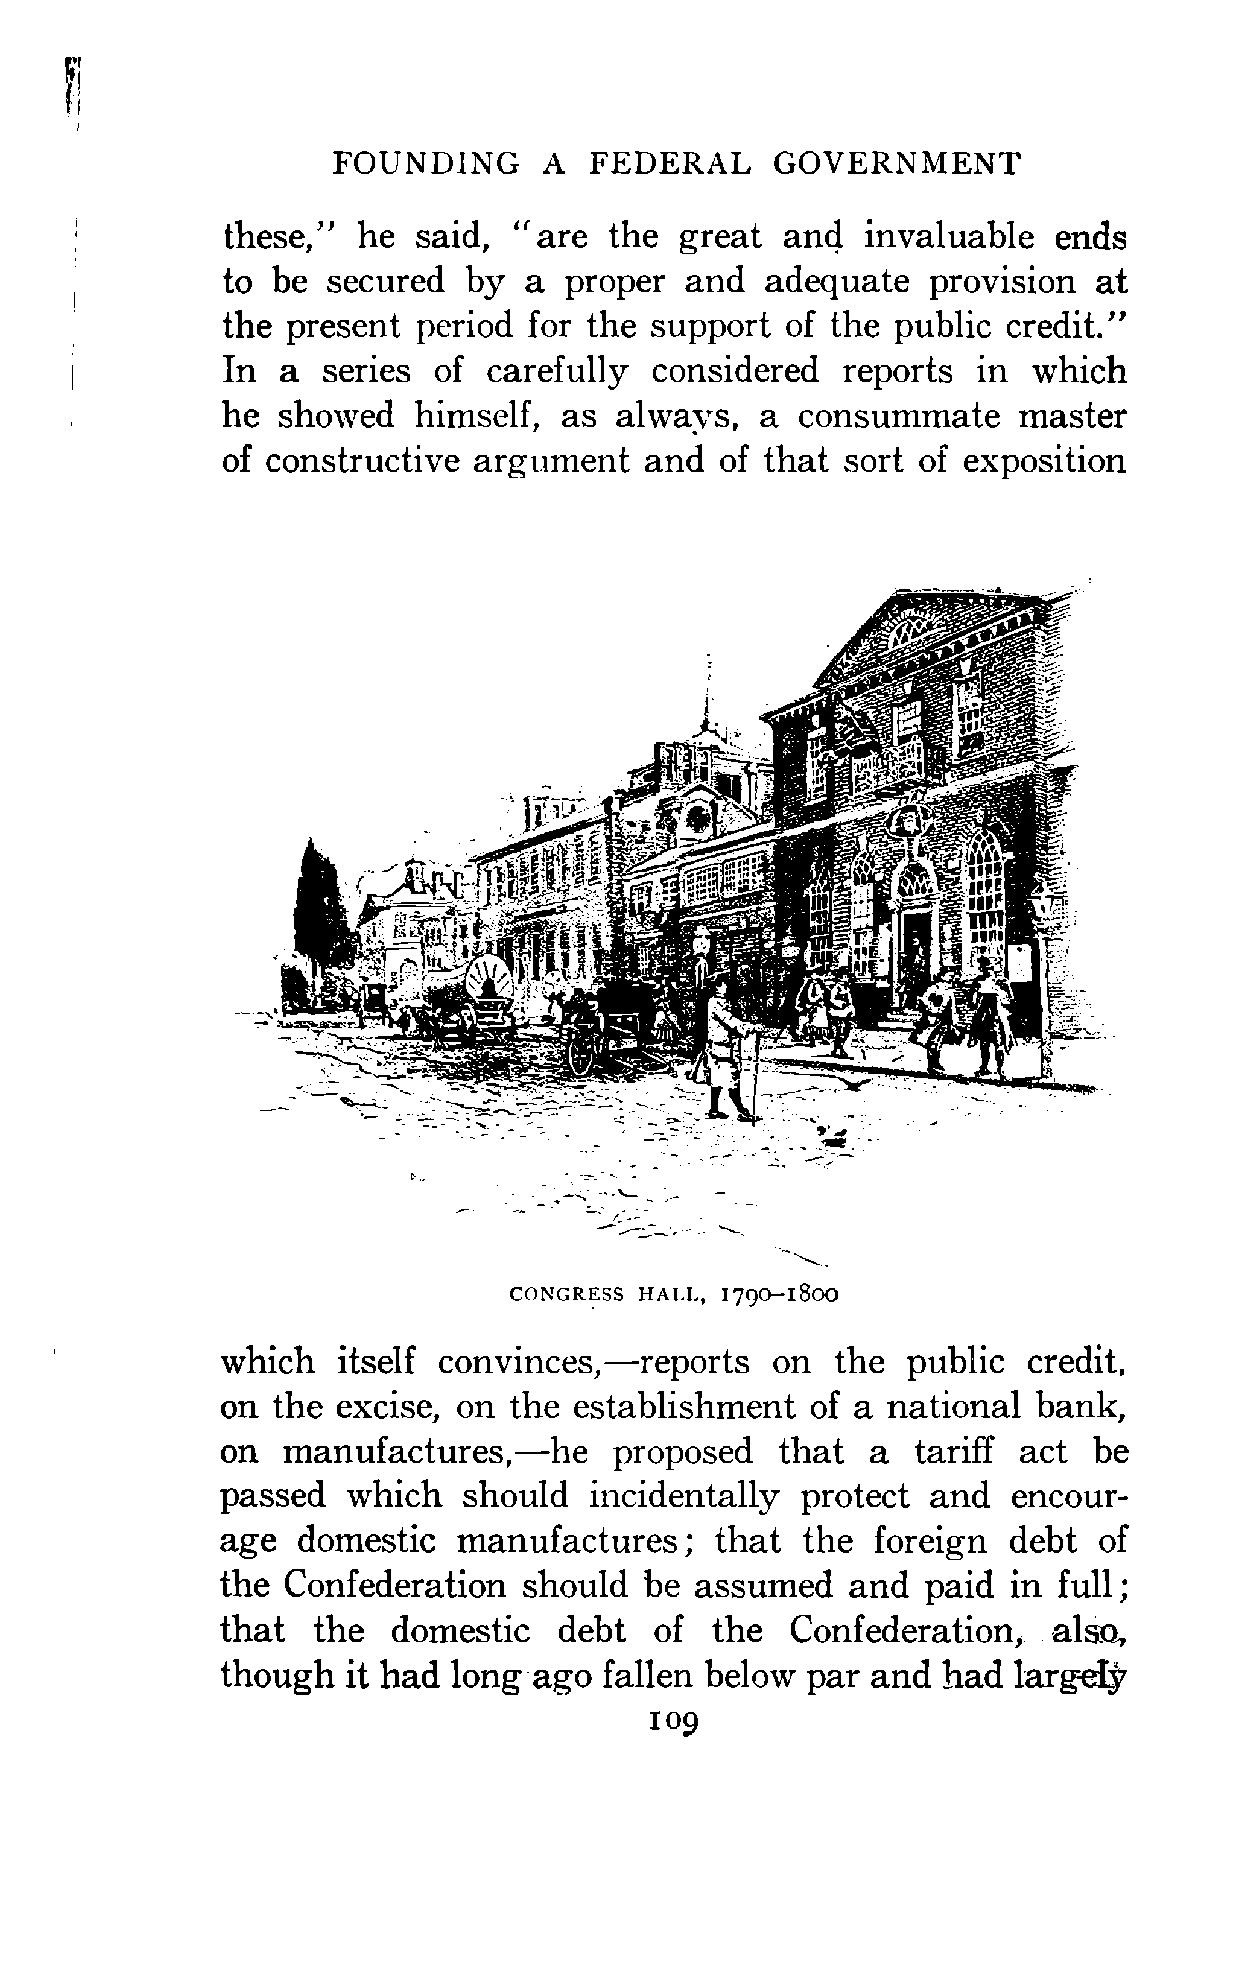 FOUNDING A FEDERAL GOVERNMENT
these," he said, "are the great and invaluable ends
to be secured by a proper and adequate provision at
the present period for the support of the public credit."
In a series of carefully considered reports in which
he showed himself, as always, a consummate master
of constructive argument and of that sort of exposition
CONGRESS HALL, 1790–1800
which itself convinces,—reports on the public credit,
on the excise, on the establishment of a national bank,
on manufactures,—he proposed that a tariff act be
passed which should incidentally protect and encour-
age domestic manufactures; that the foreign debt of
the Confederation should be assumed and paid in full;
that the domestic debt of the Confederation, also,
though it had long ago fallen below par and had largely
109